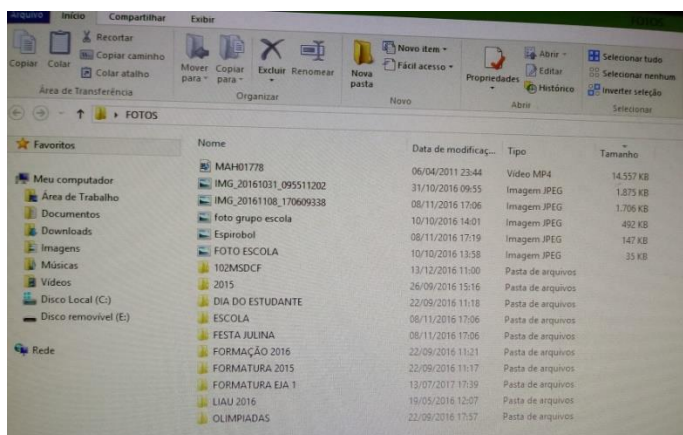 Arquivo Início Compartilhar Exibir
FOTOS
Copiar
Colar
Recortar
Copiar caminho
Colar atalho
Área de Transferência
Mover para
Copiar para
Excluir
Renomear
Organizar
Nova pasta
Novo item
Fácil acesso
Novo
Propriedades
Abrir
Editar
Histórico
Abrir
Selecionar tudo
Selecionar nenhum
Inverter seleção
Selecionar
FOTOS
Favoritos
Meu computador
Área de Trabalho
Documentos
Downloads
Imagens
Músicas
Vídeos
Disco Local (C:)
Disco removível (E:)
Rede
Nome Data de modificaç... Tipo Tamanho
MAH01778 06/04/2011 23:44 Vídeo MP4 14.557 KB
IMG_20161031_095511202 31/10/2016 09:55 Imagem JPEG 1.875 KB
IMG_20161108_170609338 08/11/2016 17:06 Imagem JPEG 1.706 KB
foto grupo escola 10/10/2016 14:01 Imagem JPEG 492 KB
Espirobol 08/11/2016 17:19 Imagem JPEG 147 KB
FOTO ESCOLA 10/10/2016 13:58 Imagem JPEG 35 KB
102MSDCF 13/12/2016 11:00 Pasta de arquivos
2015 26/09/2016 15:16 Pasta de arquivos
DIA DO ESTUDANTE 22/09/2016 11:18 Pasta de arquivos
ESCOLA 08/11/2016 17:06 Pasta de arquivos
FESTA JULINA 08/11/2016 17:06 Pasta de arquivos
FORMAÇÃO 2016 22/09/2016 11:21 Pasta de arquivos
FORMATURA 2015 22/09/2016 11:17 Pasta de arquivos
FORMATURA EJA 1 13/07/2017 17:39 Pasta de arquivos
LIAU 2016 19/05/2016 12:07 Pasta de arquivos
OLIMPIADAS 22/09/2016 17:57 Pasta de arquivos